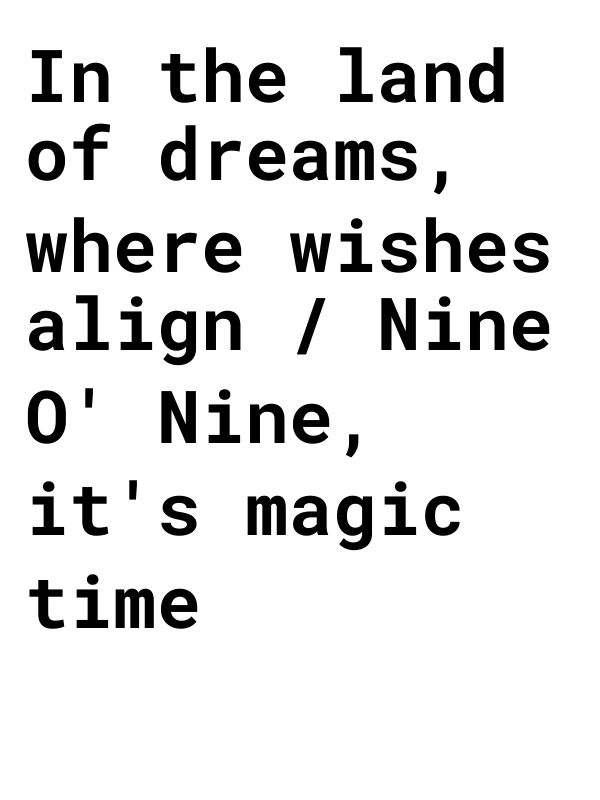 In the land
of dreams,
where wishes
align / Nine
O' Nine,
it's magic
time